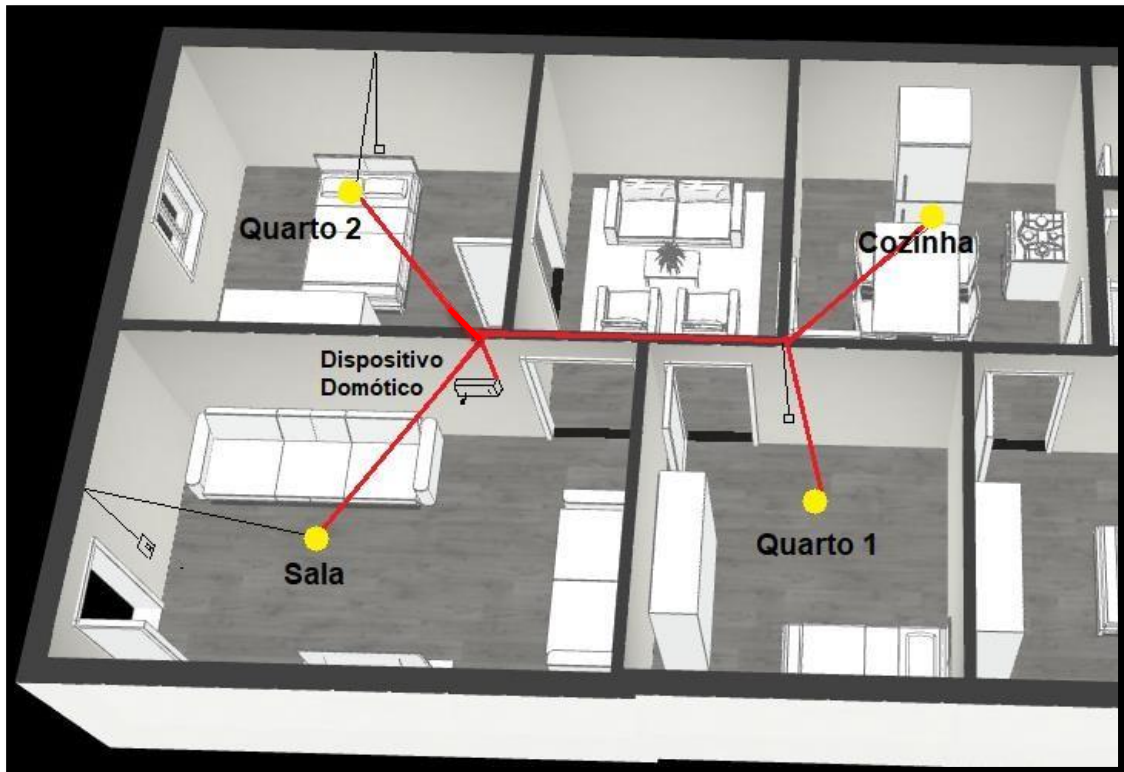 Quarto 2
Cozinha
Dispositivo
Domótico
Quarto 1
Sala